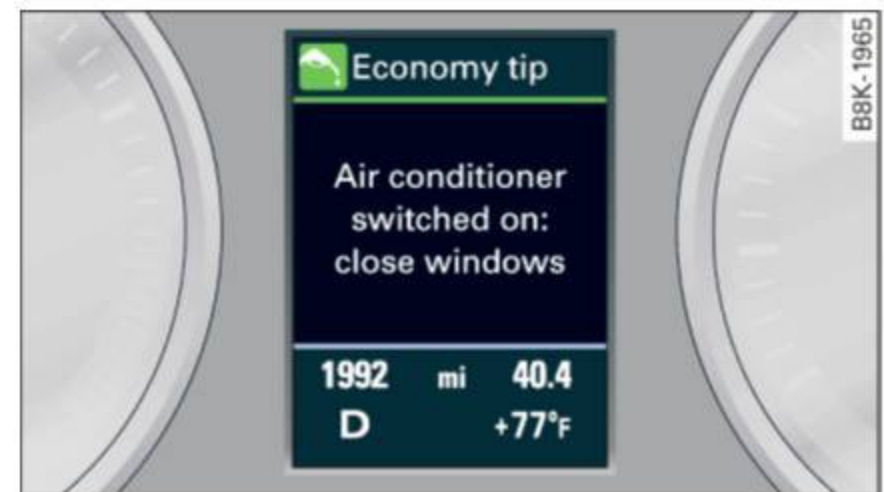 Economy tip
Air conditioner
switched on:
close windows
1992 mi 40.4
D +77°F
B8K-1965